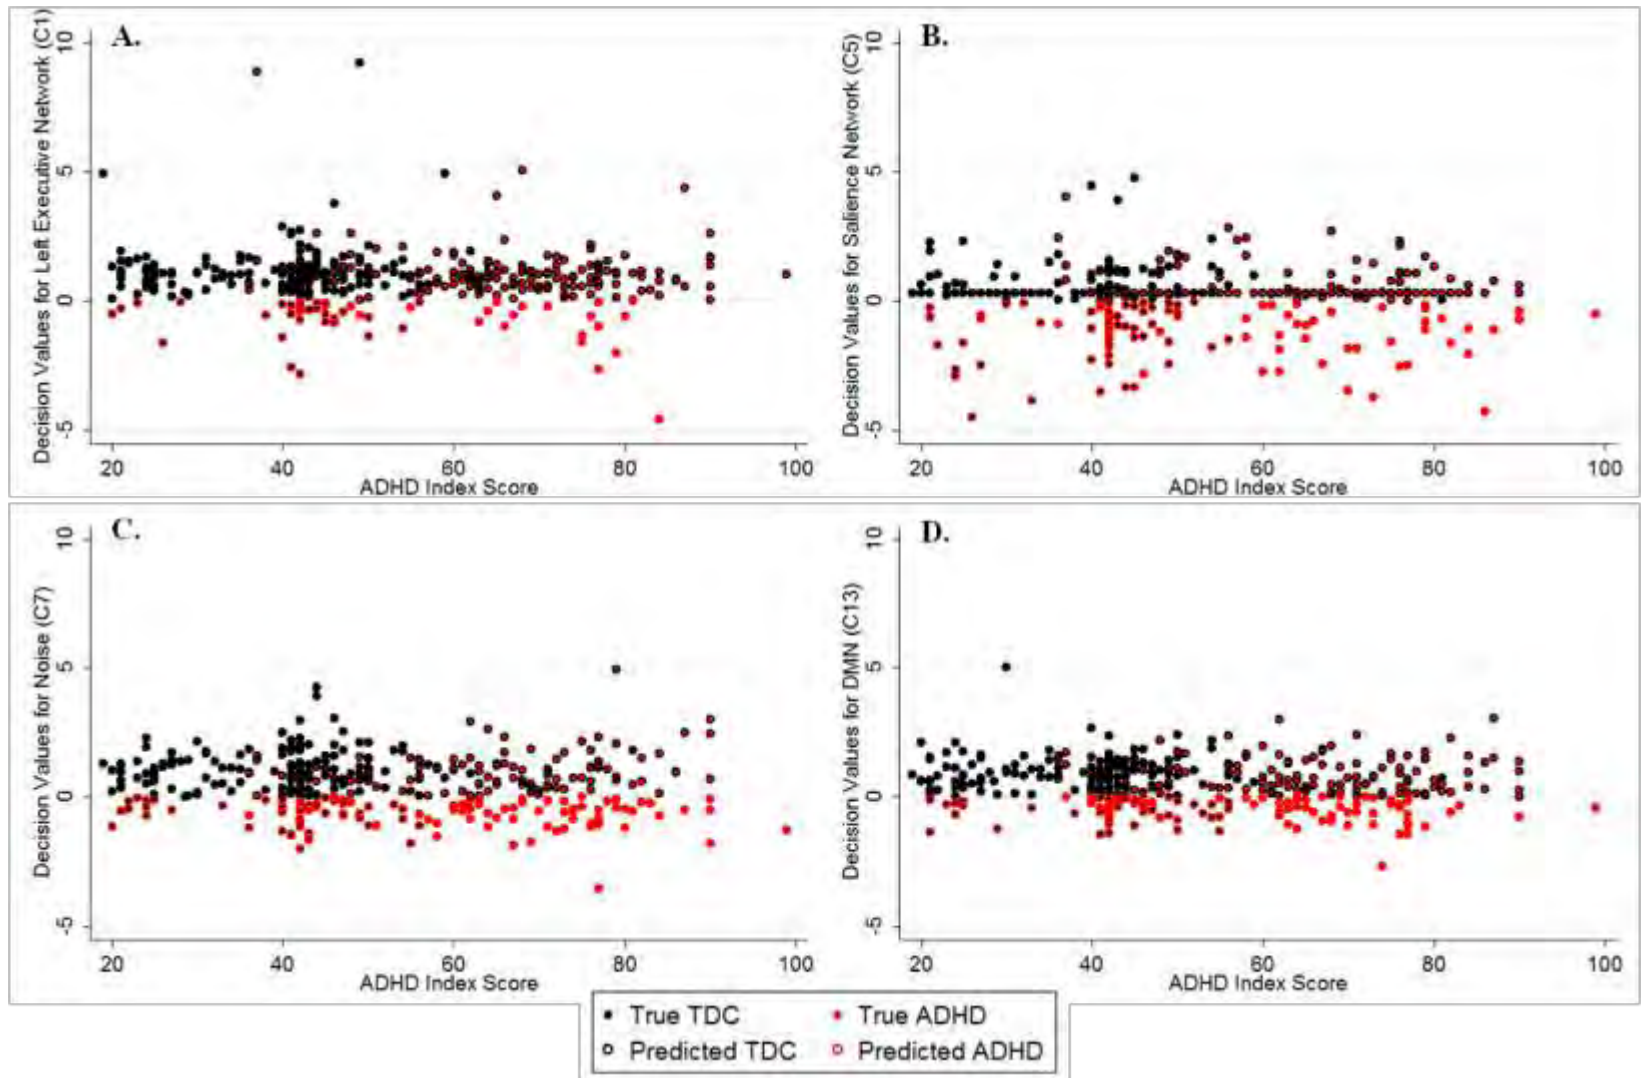 A.
Decision Values for Left Executive Network (C1)
10
5
0
-5
20 40 60 80 100
ADHD Index Score
B.
Decision Values for Salience Network (C5)
10
5
0
-5
20 40 60 80 100
ADHD Index Score
C.
Decision Values for Noise (C7)
10
5
0
-5
20 40 60 80 100
ADHD Index Score
D.
Decision Values for DMN (C13)
10
5
0
-5
20 40 60 80 100
ADHD Index Score
True TDC True ADHD
Predicted TDC Predicted ADHD